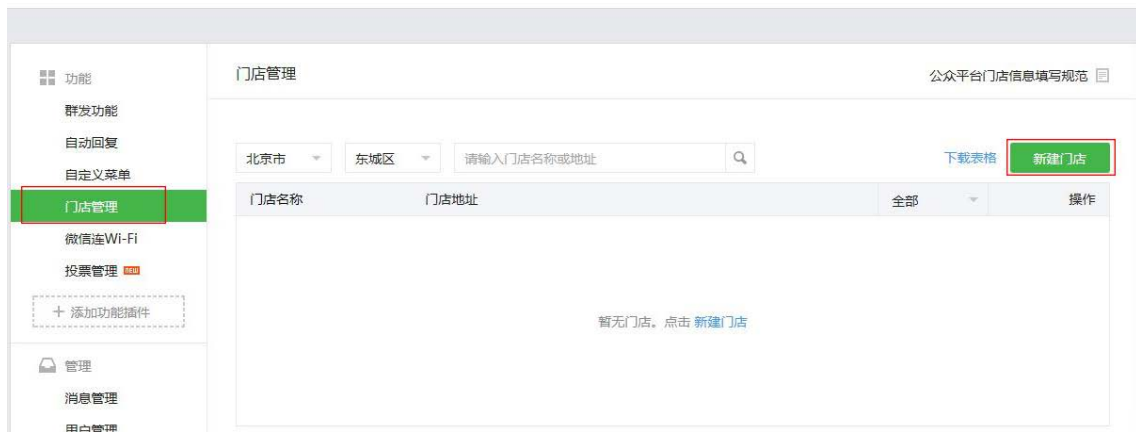 功能
群发功能
自动回复
自定义菜单
门店管理
微信连Wi-Fi
投票管理 NEW
+ 添加功能插件
管理
消息管理
用户管理
门店管理
公众平台门店信息填写规范
北京市 东城区 请输入门店名称或地址 下载表格 新建门店
门店名称 门店地址 全部 操作
暂无门店。点击 新建门店